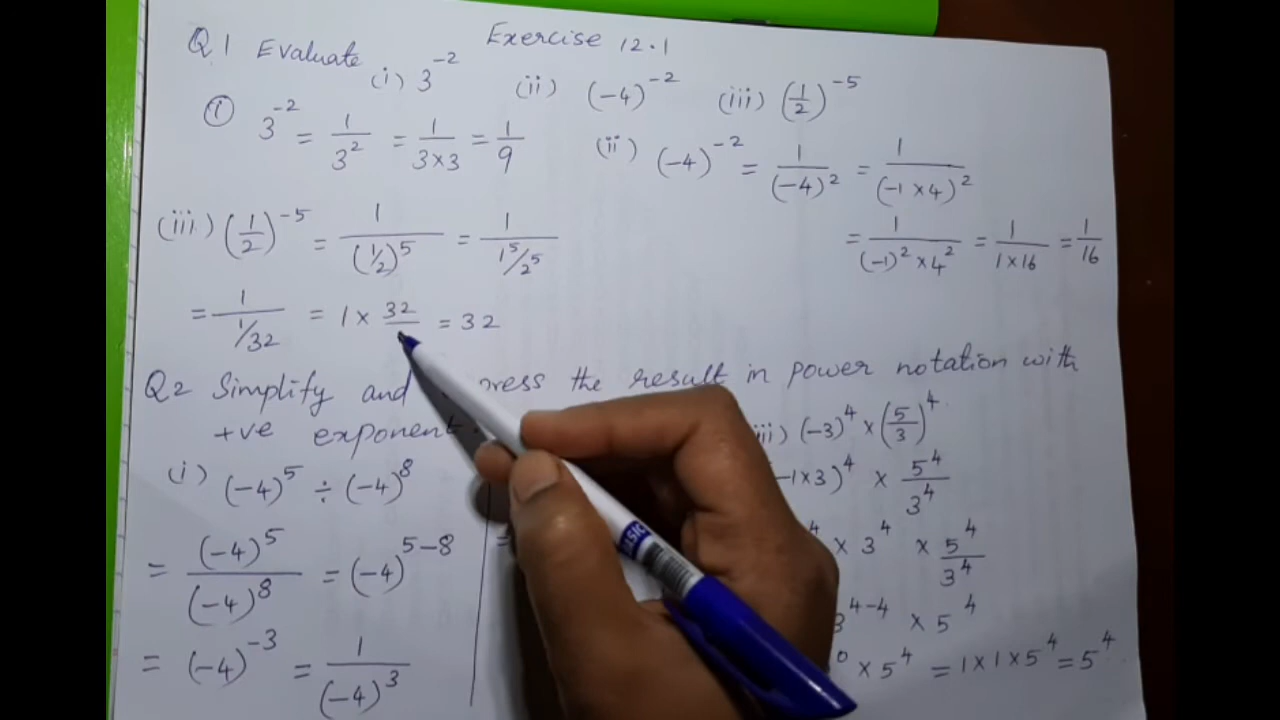 Exercise 12.1
Q1 Evaluate (i) 3^-2 (ii) (-4)^-2 (iii) (1/2)^-5
(i) 3^-2 = 1/3^2 = 1/(3×3) = 1/9
(ii) (-4)^-2 = 1/(-4)^2 = 1/(-1×4)^2
= 1/((-1)^2×4^2) = 1/(1×16) = 1/16
(iii) (1/2)^-5 = 1/(1/2)^5 = 1/(1^5/2^5)
= 1/(1/32) = 1 × 32/ = 32
Q2 Simplify and the result in power notation with
+ve exponent.
(i) (-4)^5 ÷ (-4)^8
= (-4)^5/(-4)^8 = (-4)^5-8
= (-4)^-3 = 1/(-4)^3
=
iii) (-3)^4 × (5/3)^4
-1×3)^4 × 5^4/3^4
4 × 3^4 × 5^4/3^4
3^4-4 × 5^4
0 × 5^4 = 1×1×5^4 = 5^4